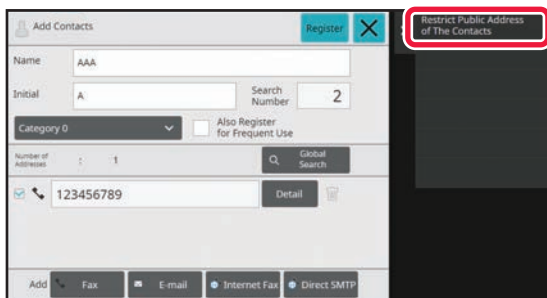 Add Contacts
Register
Restrict Public Address
of The Contacts
Name
AAA
Initial
A
Search
Number
2
Category 0
Also Register
for Frequent Use
Number of
Addresses
:
1
Global
Search
123456789
Detail
Add
Fax
E-mail
Internet Fax
Direct SMTP